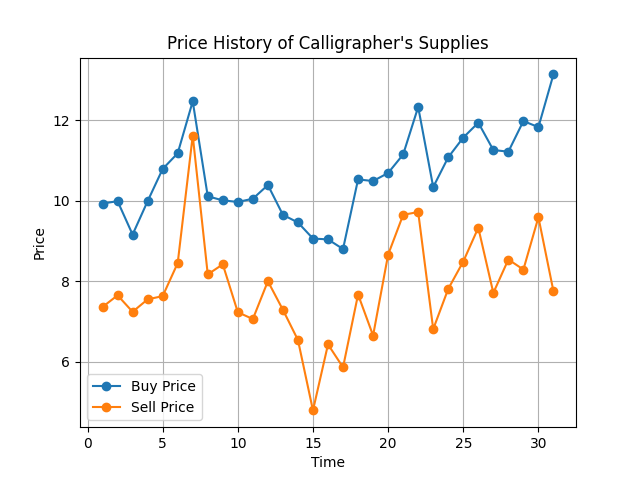 Price History of Calligrapher's Supplies
Price
12
10
8
6
Buy Price
Sell Price
0 5 10 15 20 25 30
Time